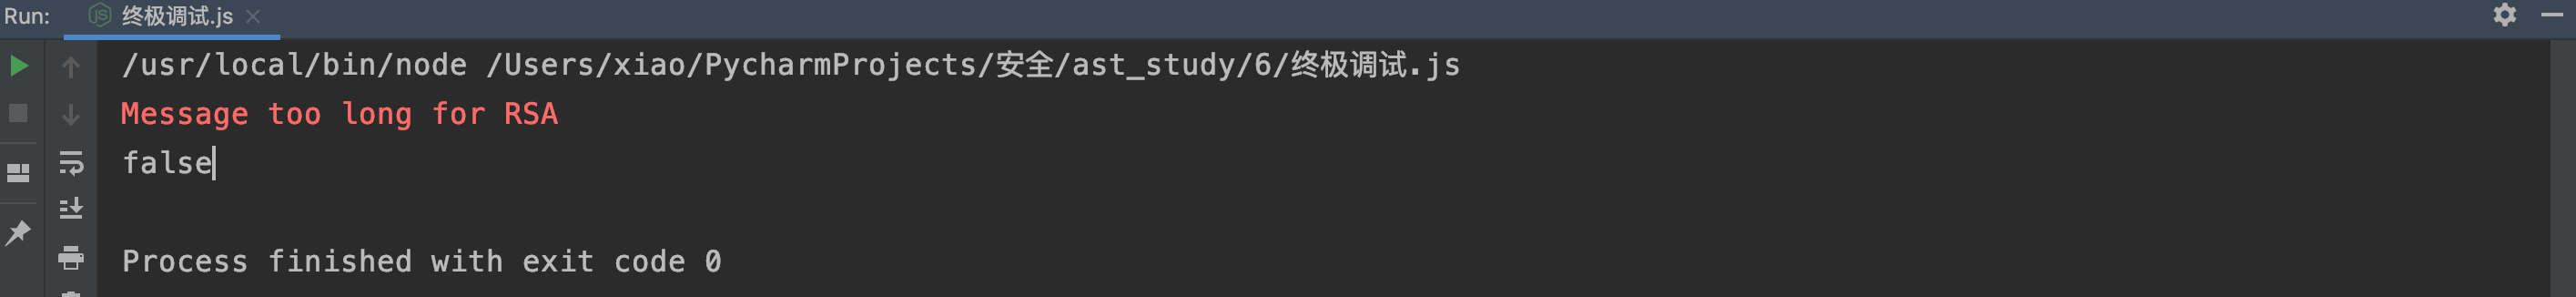 Run:
终极调试.js
/usr/local/bin/node /Users/xiao/PycharmProjects/安全/ast_study/6/终极调试.js
Message too long for RSA
false
Process finished with exit code 0